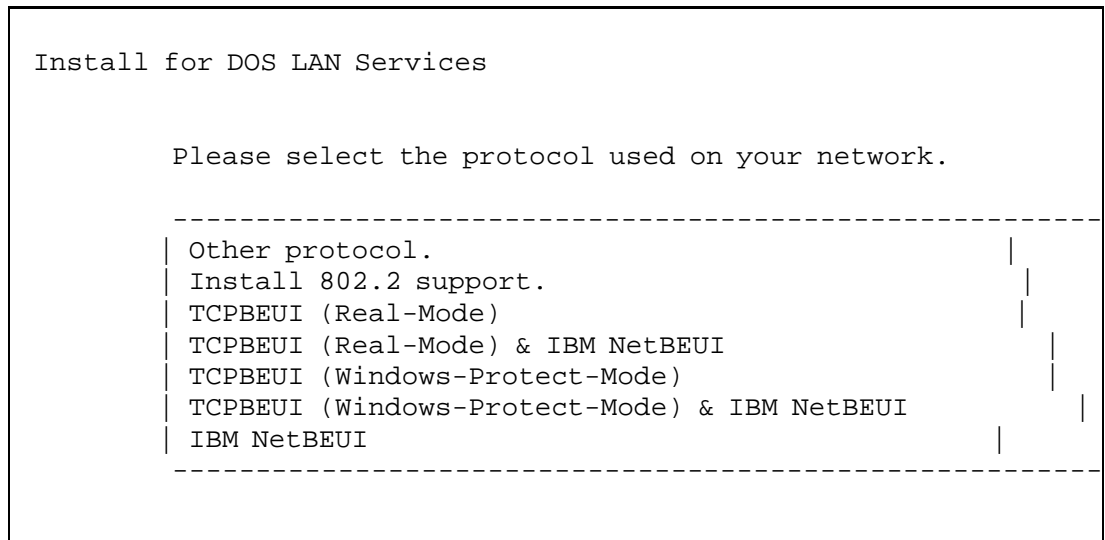 Install for DOS LAN Services
Please select the protocol used on your network.
--------------------------------------------------------
| Other protocol. |
| Install 802.2 support. |
| TCPBEUI (Real-Mode) |
| TCPBEUI (Real-Mode) & IBM NetBEUI |
| TCPBEUI (Windows-Protect-Mode) |
| TCPBEUI (Windows-Protect-Mode) & IBM NetBEUI |
| IBM NetBEUI |
--------------------------------------------------------